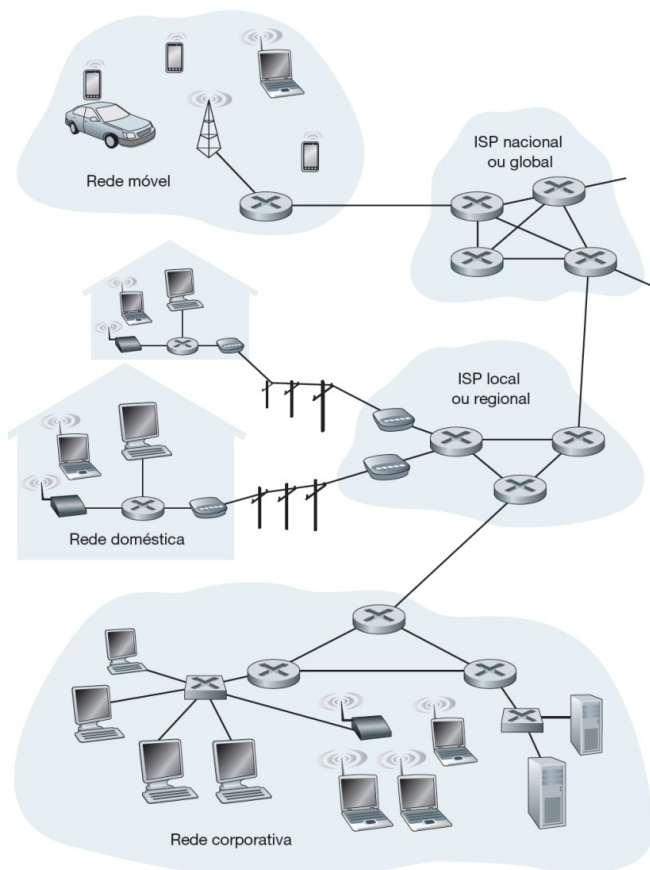 ISP nacional
ou global
Rede móvel
ISP local
ou regional
Rede doméstica
Rede corporativa